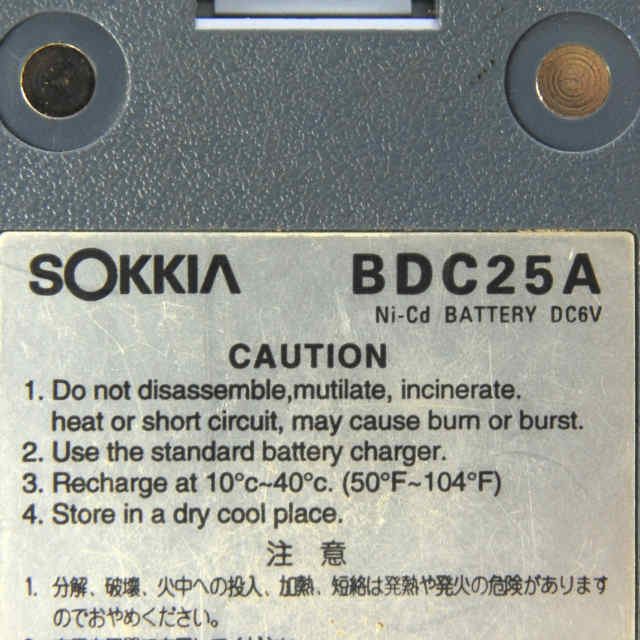 SOKKIA BDC25A
Ni-Cd BATTERY DC6V
CAUTION
1. Do not disassemble,mutilate, incinerate.
heat or short circuit, may cause burn or burst.
2. Use the standard battery charger.
3. Recharge at 10°c~40°c. (50°F~104°F)
4. Store in a dry cool place.
注 意
1. 分解、破壊、火中への投入、加熱、短絡は発熱や発火の危険があります
のでおやめください。